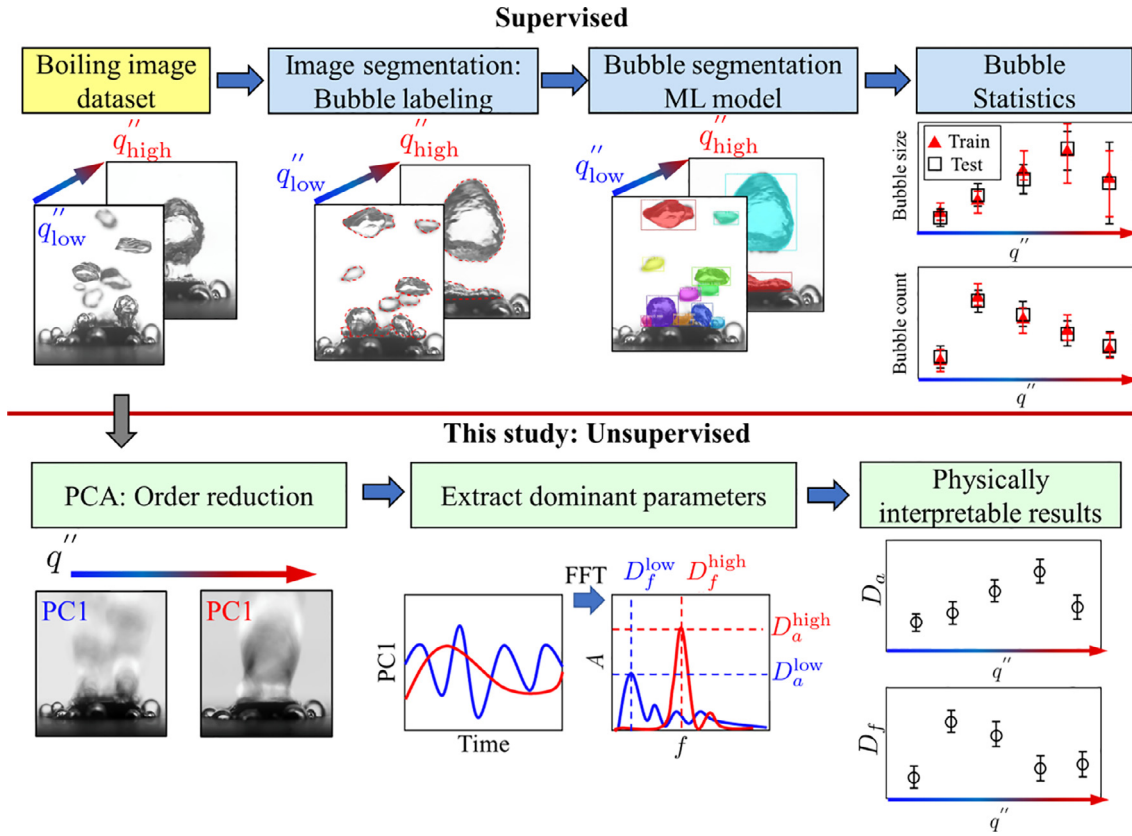 Supervised
Boiling image
dataset
Image segmentation:
Bubble labeling
Bubble segmentation
ML model
Bubble
Statistics
q''high
q''low
q''high
q''low
q''high
q''low
Bubble size
Train
Test
q''
Bubble count
q''
This study: Unsupervised
PCA: Order reduction
Extract dominant parameters
Physically
interpretable results
q''
PC1
PC1
PC1
Time
FFT
D_f^low
D_f^high
A
D_a^high
D_a^low
f
D_a
q''
D_f
q''